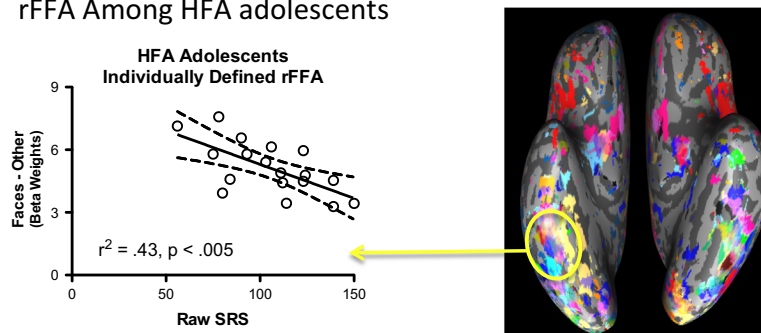 rFFA Among HFA adolescents
HFA Adolescents
Individually Defined rFFA
Faces - Other
(Beta Weights)
9
6
3
0
r² = .43, p < .005
0
50
100
150
Raw SRS